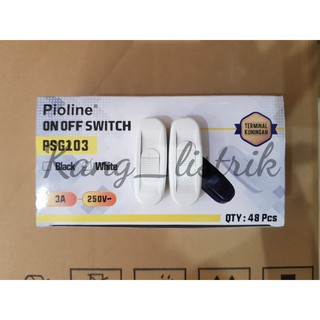 Pioline®
ON OFF SWITCH
PSG103
TERMINAL
KUNINGAN
Black White
Kang_listrik
3A 250V~
QTY : 48 Pcs